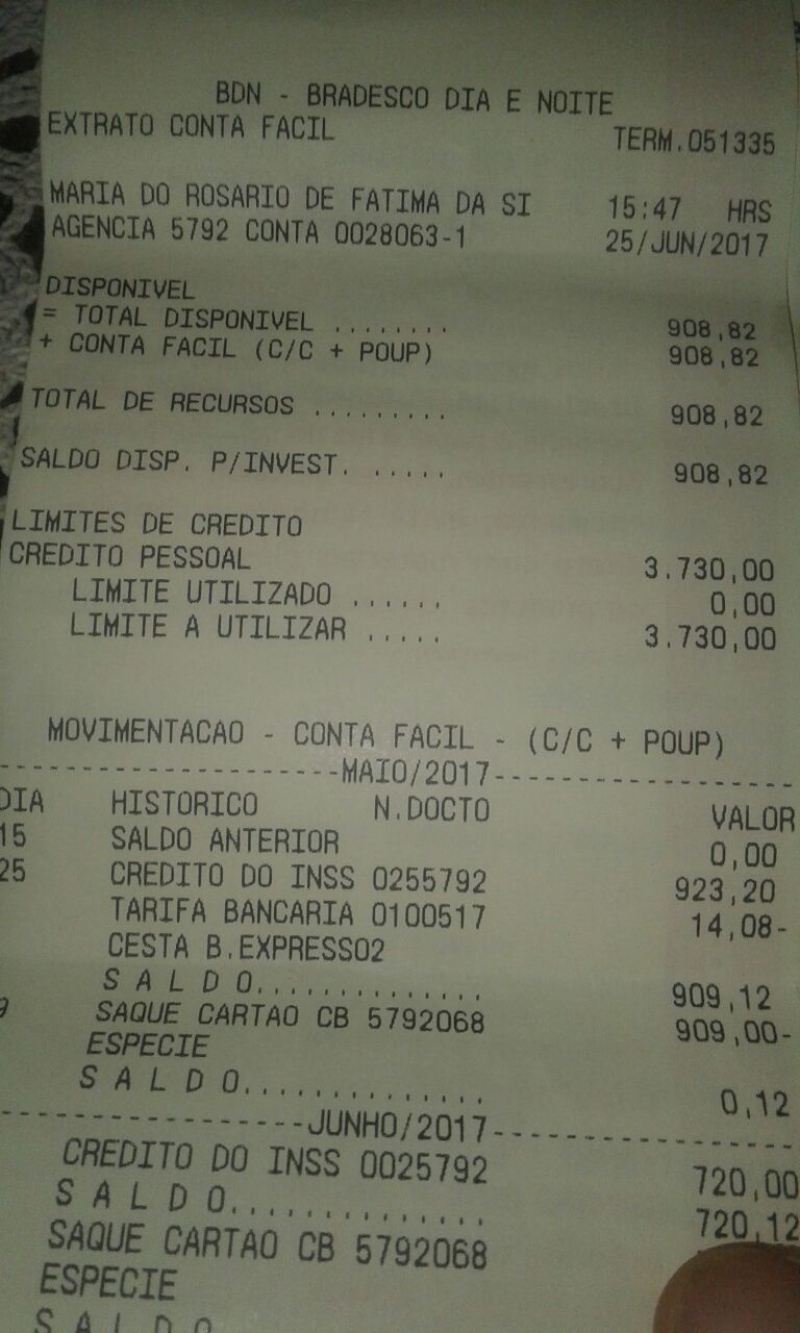 BDN - BRADESCO DIA E NOITE
EXTRATO CONTA FACIL TERM.051335
MARIA DO ROSARIO DE FATIMA DA SI 15:47 HRS
AGENCIA 5792 CONTA 0028063-1 25/JUN/2017
DISPONIVEL
= TOTAL DISPONIVEL ........ 908,82
+ CONTA FACIL (C/C + POUP) 908,82
TOTAL DE RECURSOS ......... 908,82
SALDO DISP. P/INVEST. ..... 908,82
LIMITES DE CREDITO
CREDITO PESSOAL 3.730,00
LIMITE UTILIZADO ...... 0,00
LIMITE A UTILIZAR ..... 3.730,00
MOVIMENTACAO - CONTA FACIL - (C/C + POUP)
--------------------MAIO/2017------------------
DIA HISTORICO N.DOCTO VALOR
15 SALDO ANTERIOR 0,00
25 CREDITO DO INSS 0255792 923,20
TARIFA BANCARIA 0100517 14,08-
CESTA B.EXPRESSO2
S A L D O.............. 909,12
SAQUE CARTAO CB 5792068 909,00-
ESPECIE
S A L D O.............. 0,12
------------------JUNHO/2017------------------
CREDITO DO INSS 0025792 720,00
S A L D O.............. 720,12
SAQUE CARTAO CB 5792068
ESPECIE
S A L D O